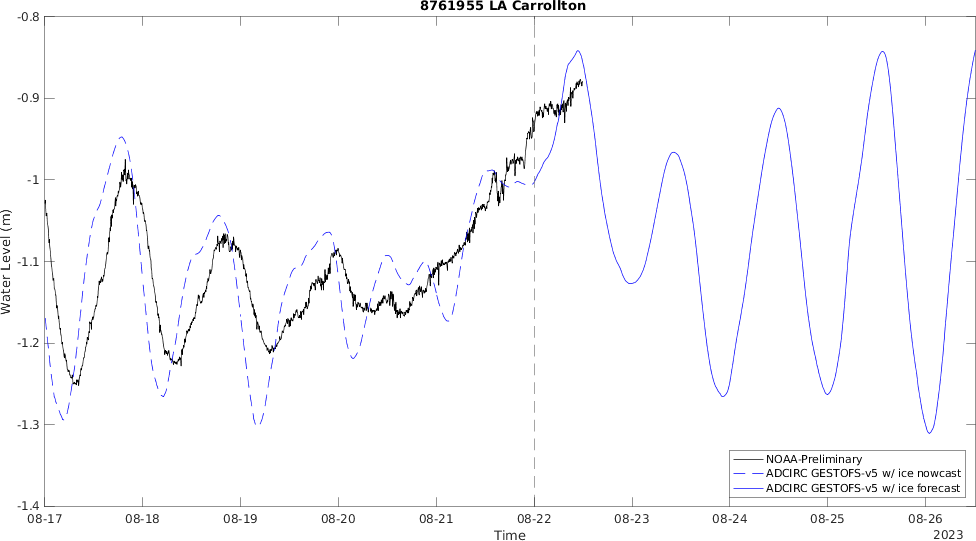 8761955 LA Carrollton
-0.8
-0.9
-1
-1.1
-1.2
-1.3
-1.4
Water Level (m)
NOAA-Preliminary
ADCIRC GESTOFS-v5 w/ ice nowcast
ADCIRC GESTOFS-v5 w/ ice forecast
08-17 08-18 08-19 08-20 08-21 08-22 08-23 08-24 08-25 08-26
Time
2023